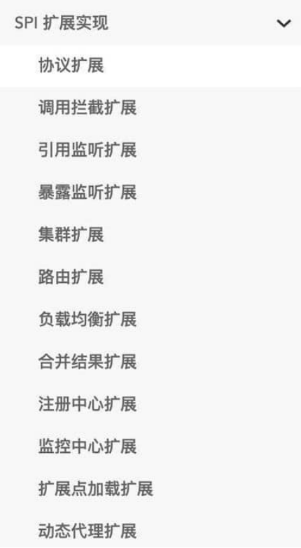 SPI 扩展实现
协议扩展
调用拦截扩展
引用监听扩展
暴露监听扩展
集群扩展
路由扩展
负载均衡扩展
合并结果扩展
注册中心扩展
监控中心扩展
扩展点加载扩展
动态代理扩展